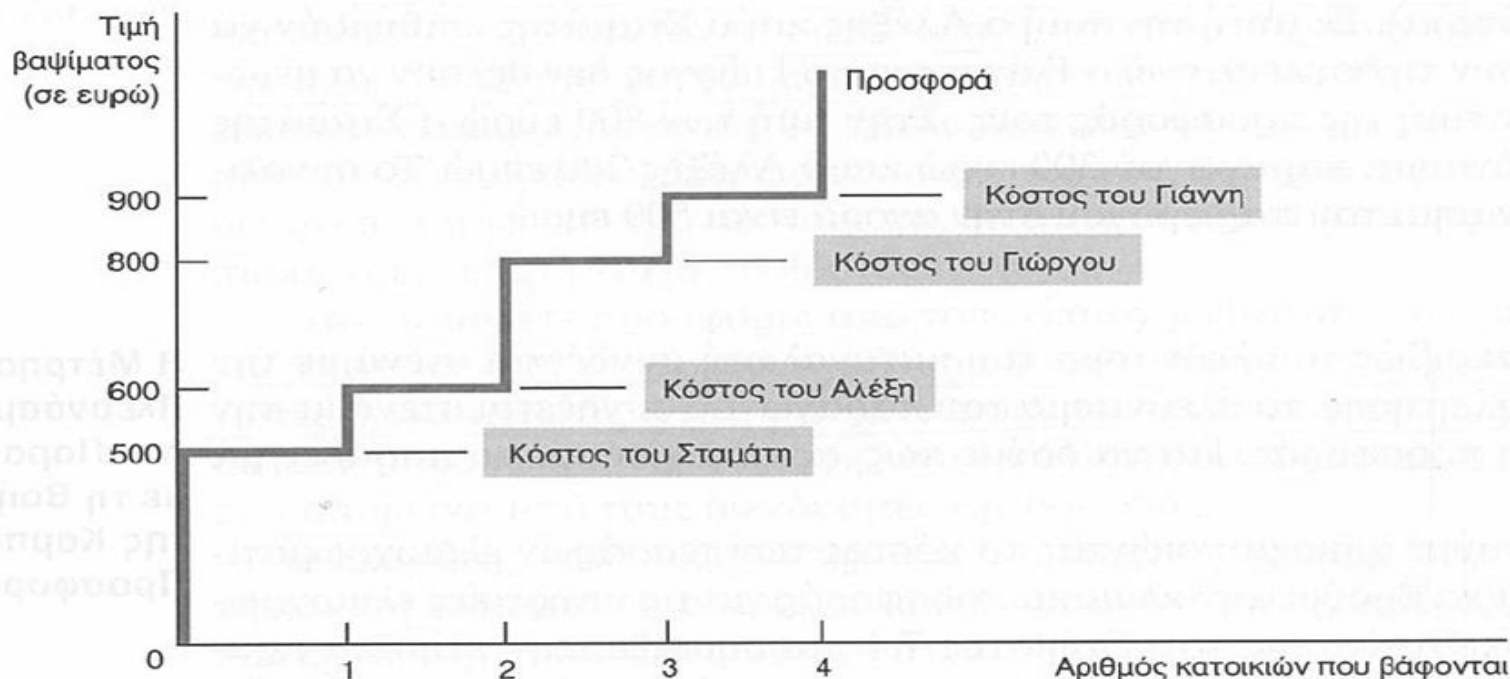 Τιμή
βαψίματος
(σε ευρώ)
Προσφορά
900
Κόστος του Γιάννη
800
Κόστος του Γιώργου
600
Κόστος του Αλέξη
500
Κόστος του Σταμάτη
0
1
2
3
4
Αριθμός κατοικιών που βάφονται